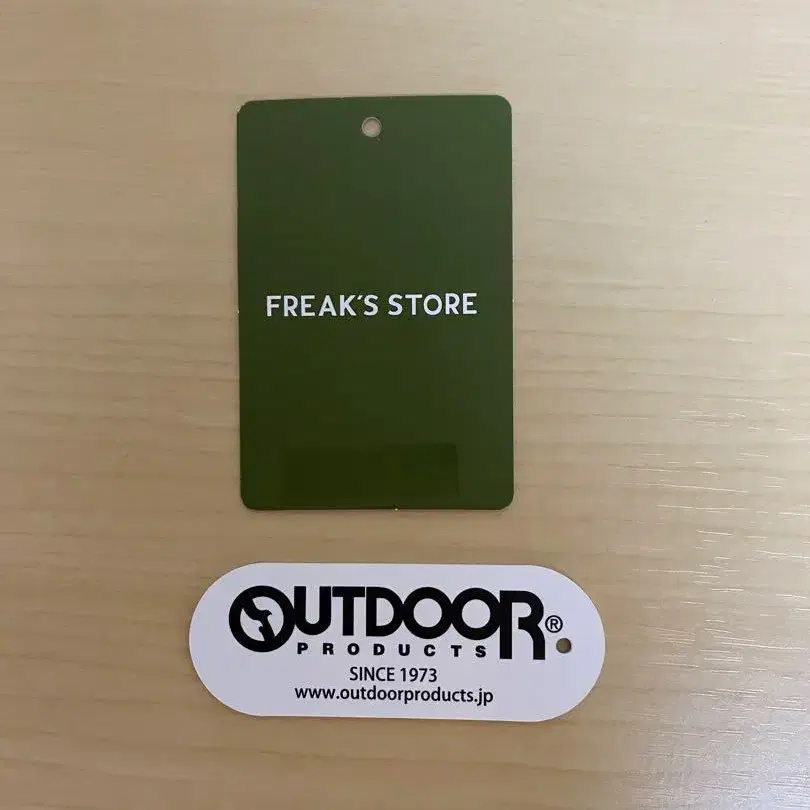 FREAK'S STORE
OUTDOOR®
PRODUCTS
SINCE 1973
www.outdoorproducts.jp